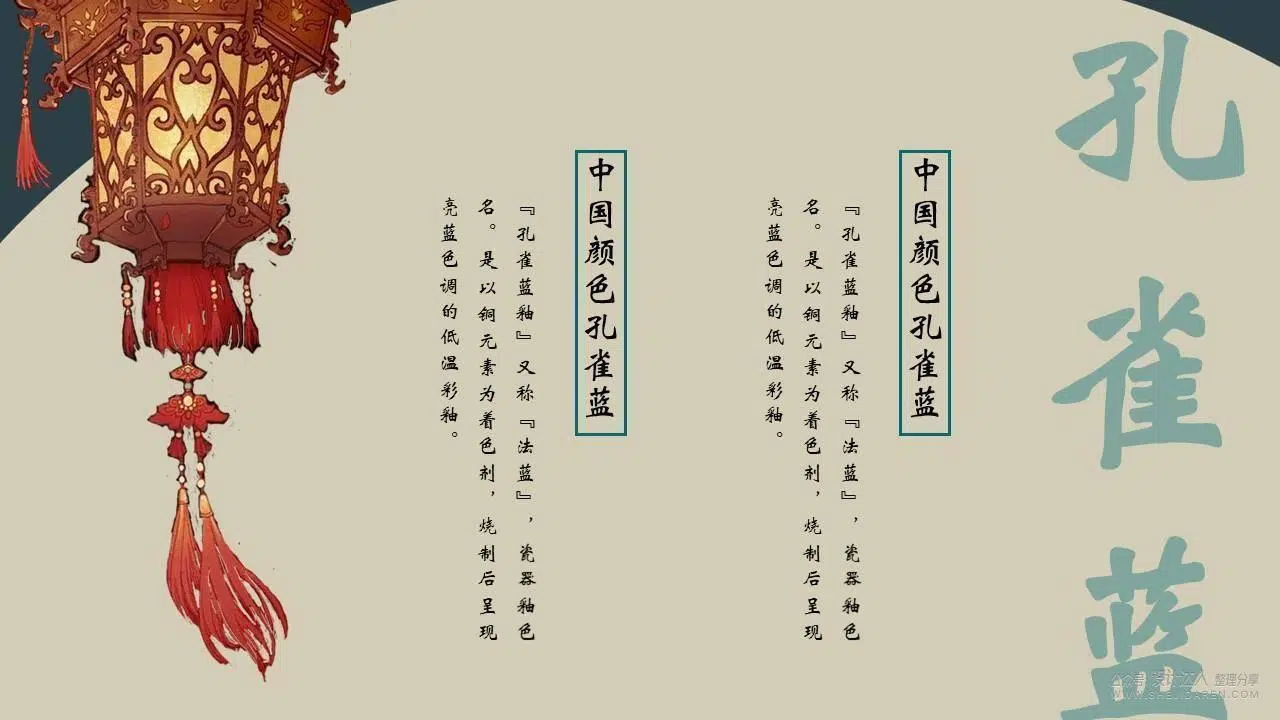 孔雀蓝
中国颜色孔雀蓝
『孔雀蓝釉』又称『法蓝』，瓷器釉色
名。是以铜元素为着色剂，烧制后呈现
亮蓝色调的低温彩釉。
中国颜色孔雀蓝
『孔雀蓝釉』又称『法蓝』，瓷器釉色
名。是以铜元素为着色剂，烧制后呈现
亮蓝色调的低温彩釉。
公众号 设计达人 整理分享
WWW.SHEJIDAREN.COM